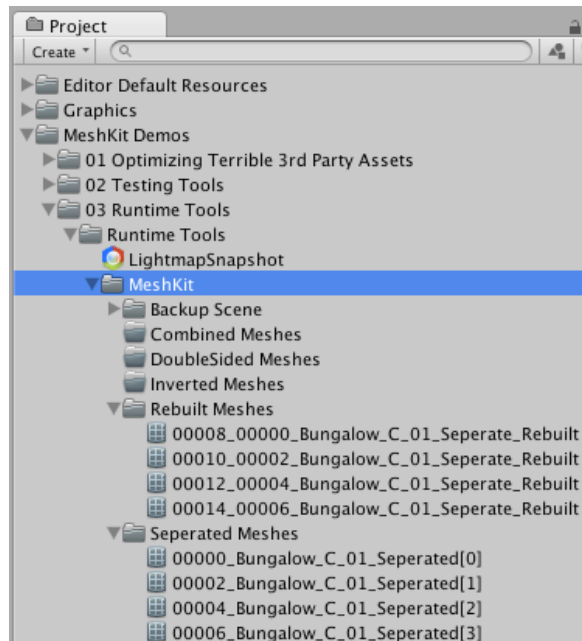 Project
Create
Editor Default Resources
Graphics
MeshKit Demos
01 Optimizing Terrible 3rd Party Assets
02 Testing Tools
03 Runtime Tools
Runtime Tools
LightmapSnapshot
MeshKit
Backup Scene
Combined Meshes
DoubleSided Meshes
Inverted Meshes
Rebuilt Meshes
00008_00000_Bungalow_C_01_Seperate_Rebuilt
00010_00002_Bungalow_C_01_Seperate_Rebuilt
00012_00004_Bungalow_C_01_Seperate_Rebuilt
00014_00006_Bungalow_C_01_Seperate_Rebuilt
Seperated Meshes
00000_Bungalow_C_01_Seperated[0]
00002_Bungalow_C_01_Seperated[1]
00004_Bungalow_C_01_Seperated[2]
00006_Bungalow_C_01_Seperated[3]